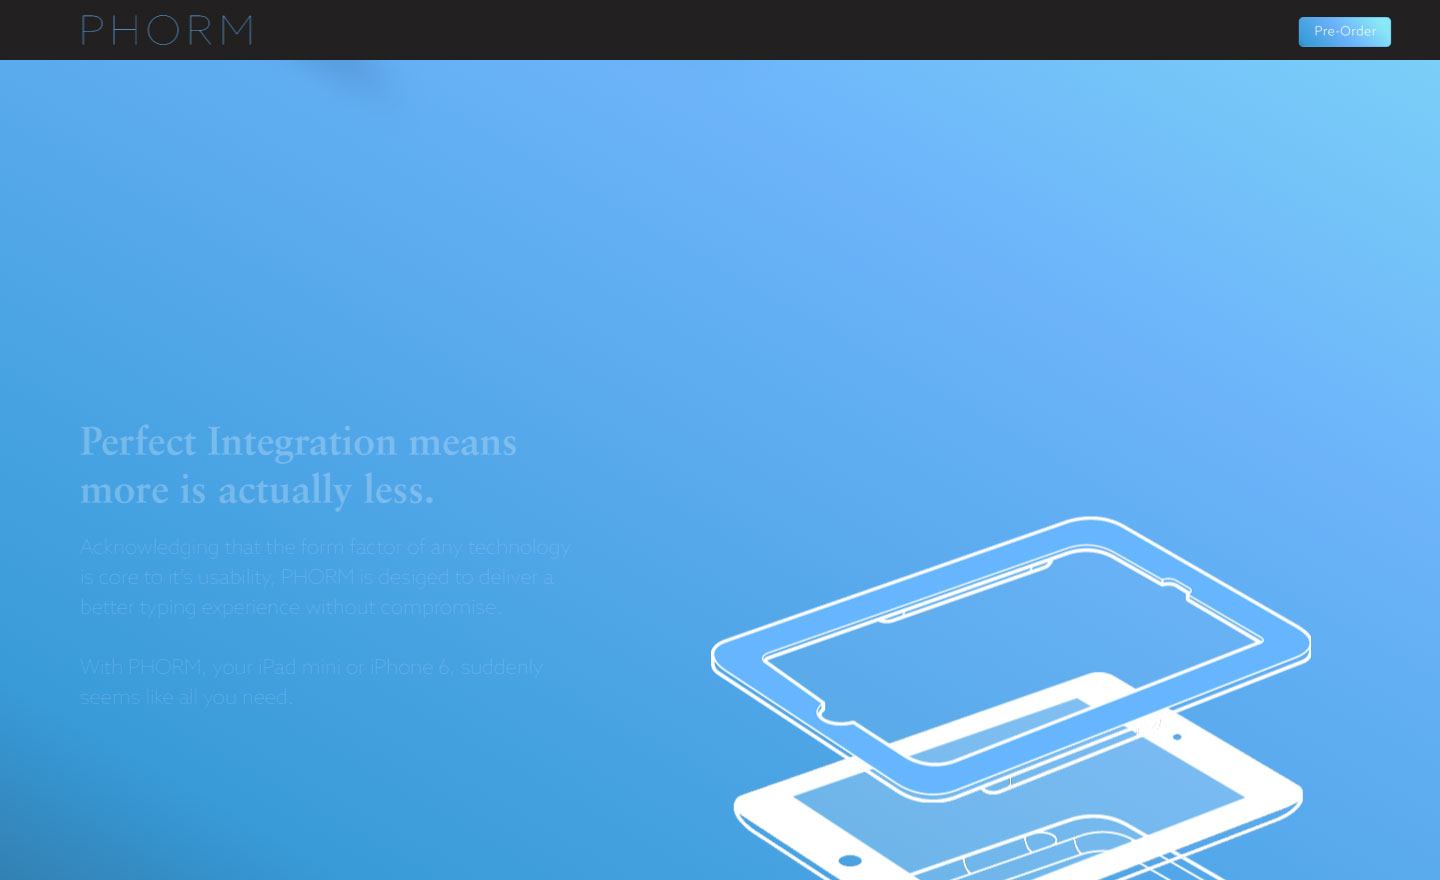 PHORM
Pre-Order
Perfect Integration means
more is actually less.
Acknowledging that the form factor of any technology
is core to it's usability, PHORM is desiged to deliver a
better typing experience without compromise.
With PHORM, your iPad mini or iPhone 6, suddenly
seems like all you need.